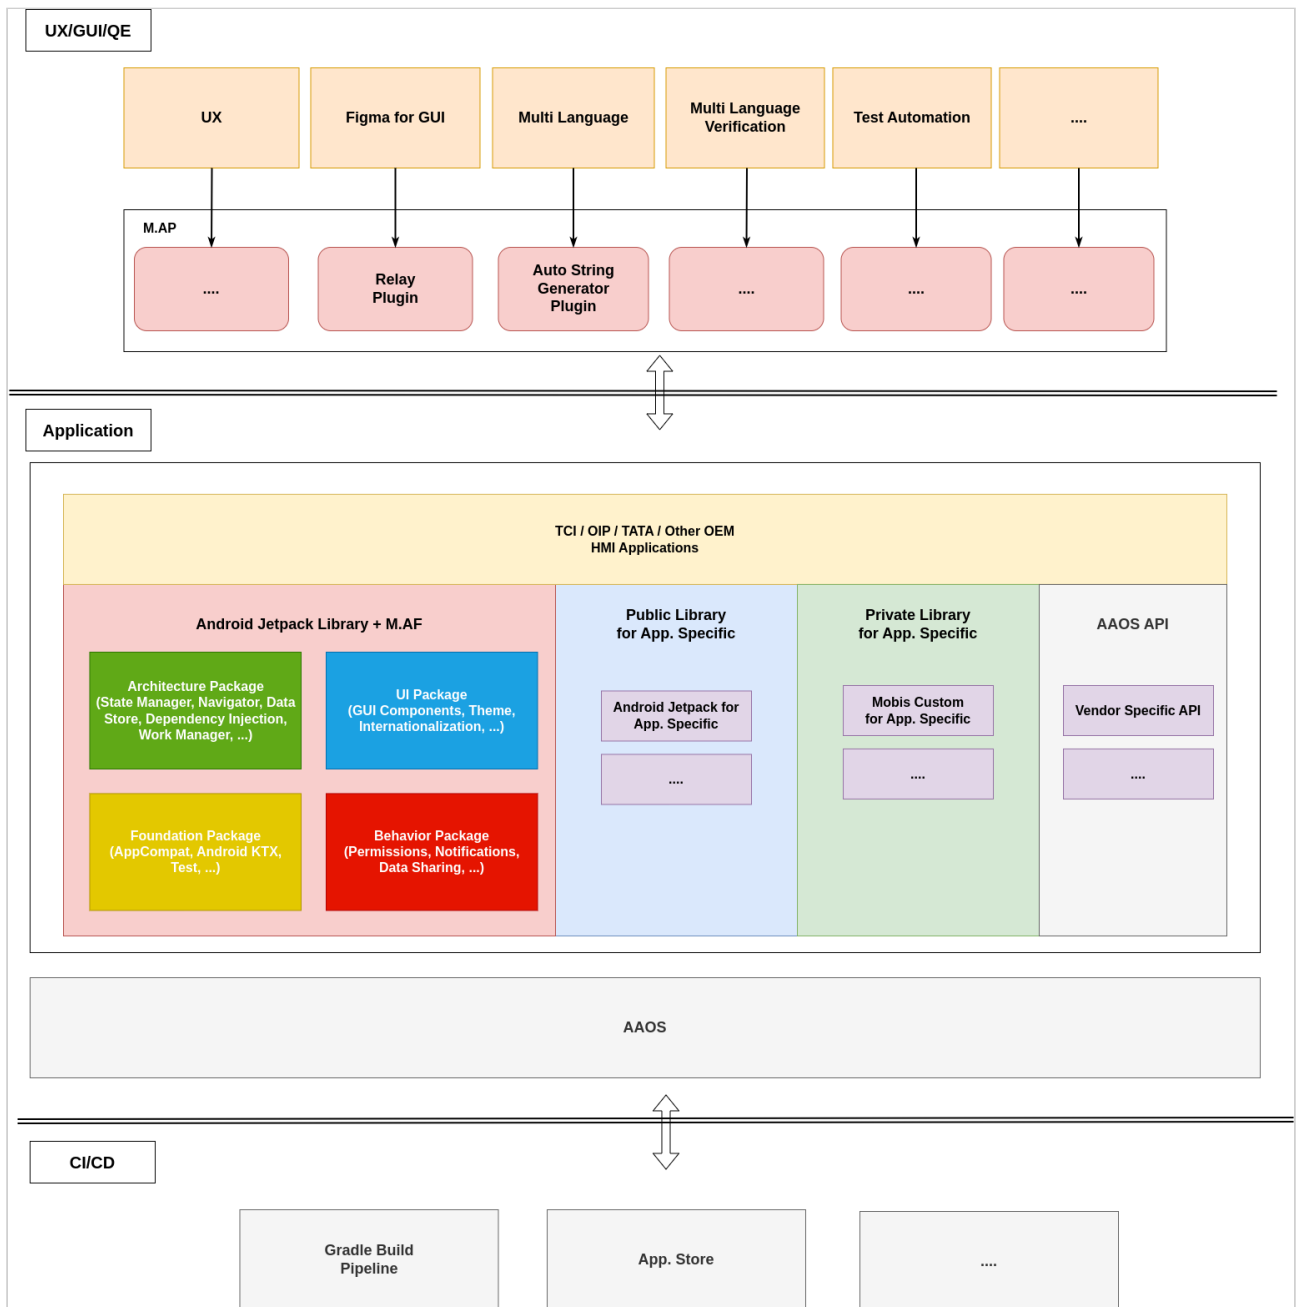 UX/GUI/QE
UX
Figma for GUI
Multi Language
Multi Language
Verification
Test Automation
....
M.AP
....
Relay
Plugin
Auto String
Generator
Plugin
....
....
....
Application
TCI / OIP / TATA / Other OEM
HMI Applications
Android Jetpack Library + M.AF
Architecture Package
(State Manager, Navigator, Data
Store, Dependency Injection,
Work Manager, ...)
UI Package
(GUI Components, Theme,
Internationalization, ...)
Foundation Package
(AppCompat, Android KTX,
Test, ...)
Behavior Package
(Permissions, Notifications,
Data Sharing, ...)
Public Library
for App. Specific
Android Jetpack for
App. Specific
....
Private Library
for App. Specific
Mobis Custom
for App. Specific
....
AAOS API
Vendor Specific API
....
AAOS
CI/CD
Gradle Build
Pipeline
App. Store
....